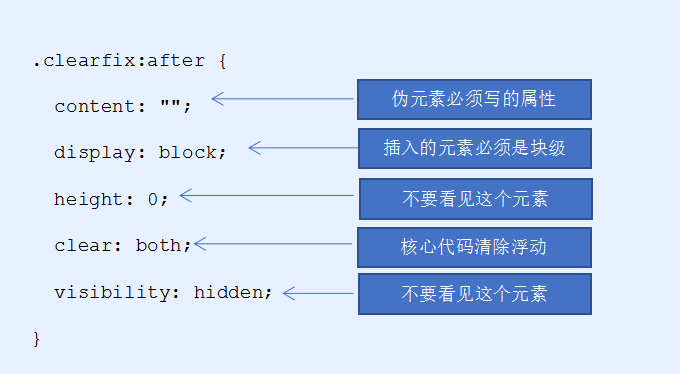 .clearfix:after {
content: "";
伪元素必须写的属性
display: block;
插入的元素必须是块级
height: 0;
不要看见这个元素
clear: both;
核心代码清除浮动
visibility: hidden;
不要看见这个元素
}